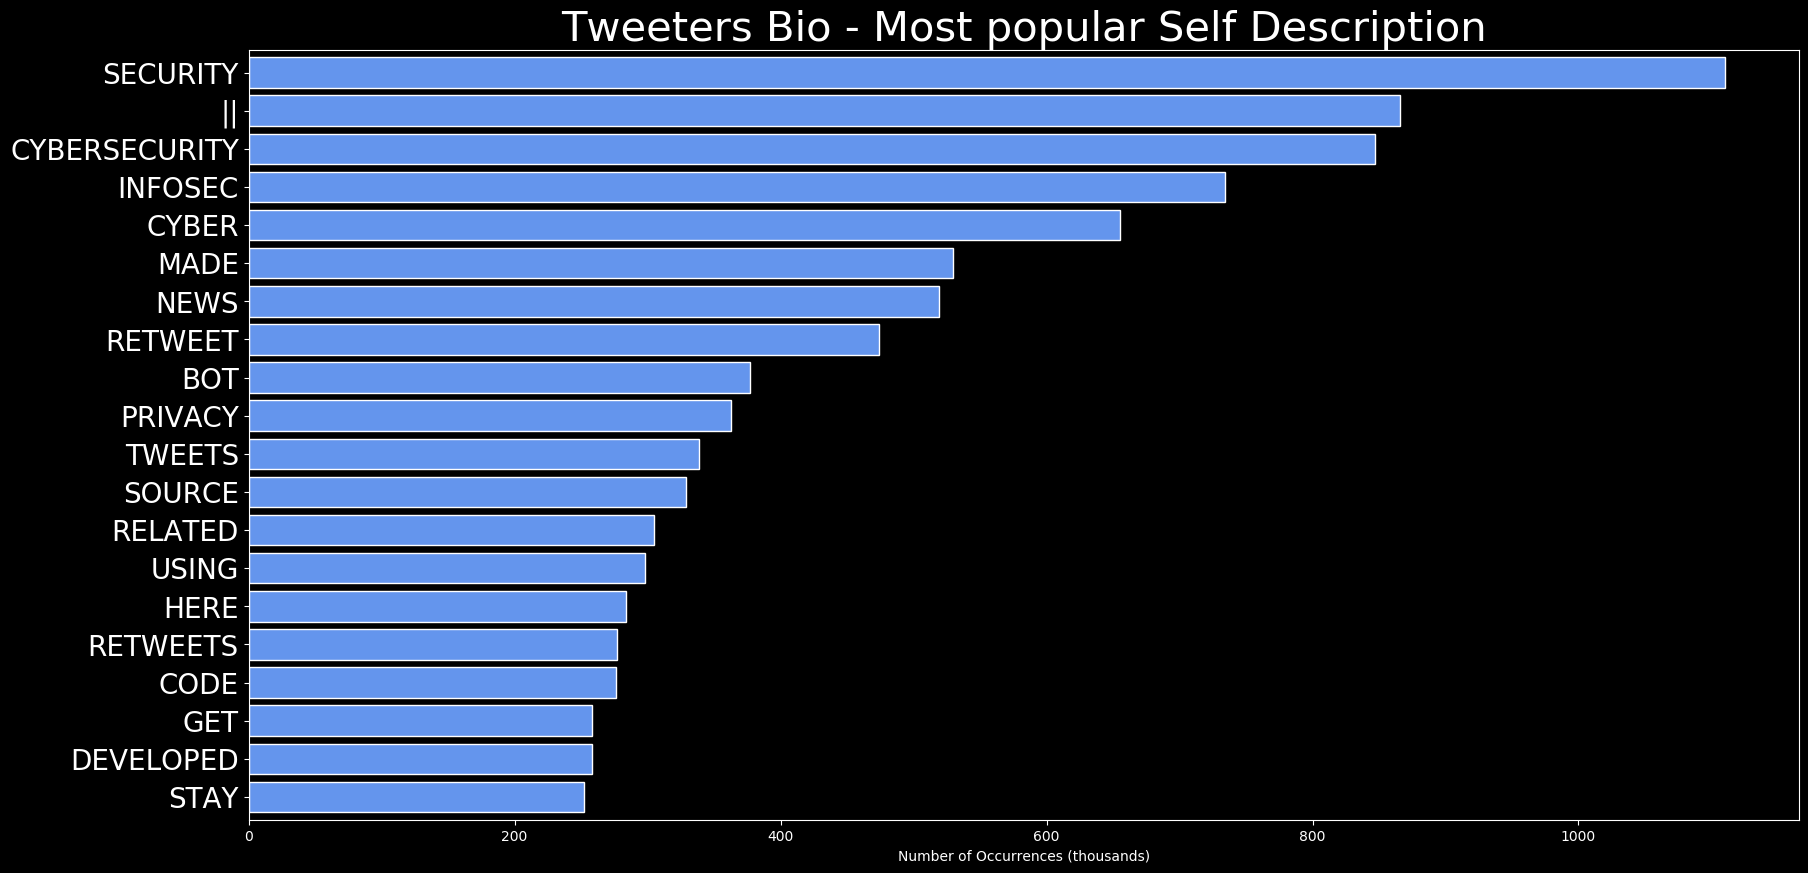 Tweeters Bio - Most popular Self Description
SECURITY
||
CYBERSECURITY
INFOSEC
CYBER
MADE
NEWS
RETWEET
BOT
PRIVACY
TWEETS
SOURCE
RELATED
USING
HERE
RETWEETS
CODE
GET
DEVELOPED
STAY
0 200 400 600 800 1000
Number of Occurrences (thousands)